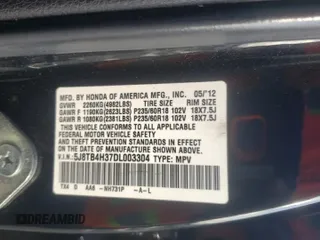 MFD. BY HONDA OF AMERICA MFG., INC. 05/'12
GVWR 2260KG(4982LBS) TIRE SIZE RIM SIZE
GAWR F 1190KG(2623LBS) P235/60R18 102V 18X7.5J
GAWR R 1080KG(2381LBS) P235/60R18 102V 18X7.5J
THIS VEHICLE CONFORMS TO ALL APPLICABLE
FEDERAL MOTOR VEHICLE SAFETY, BUMPER,
AND THEFT PREVENTION STANDARDS IN EFFECT
ON THE DATE OF MANUFACTURE SHOWN ABOVE.
V.I.N.: 5J8TB4H37DL003304 TYPE: MPV
TX4 D AA6 -NH731P -A-L
DREAMBID